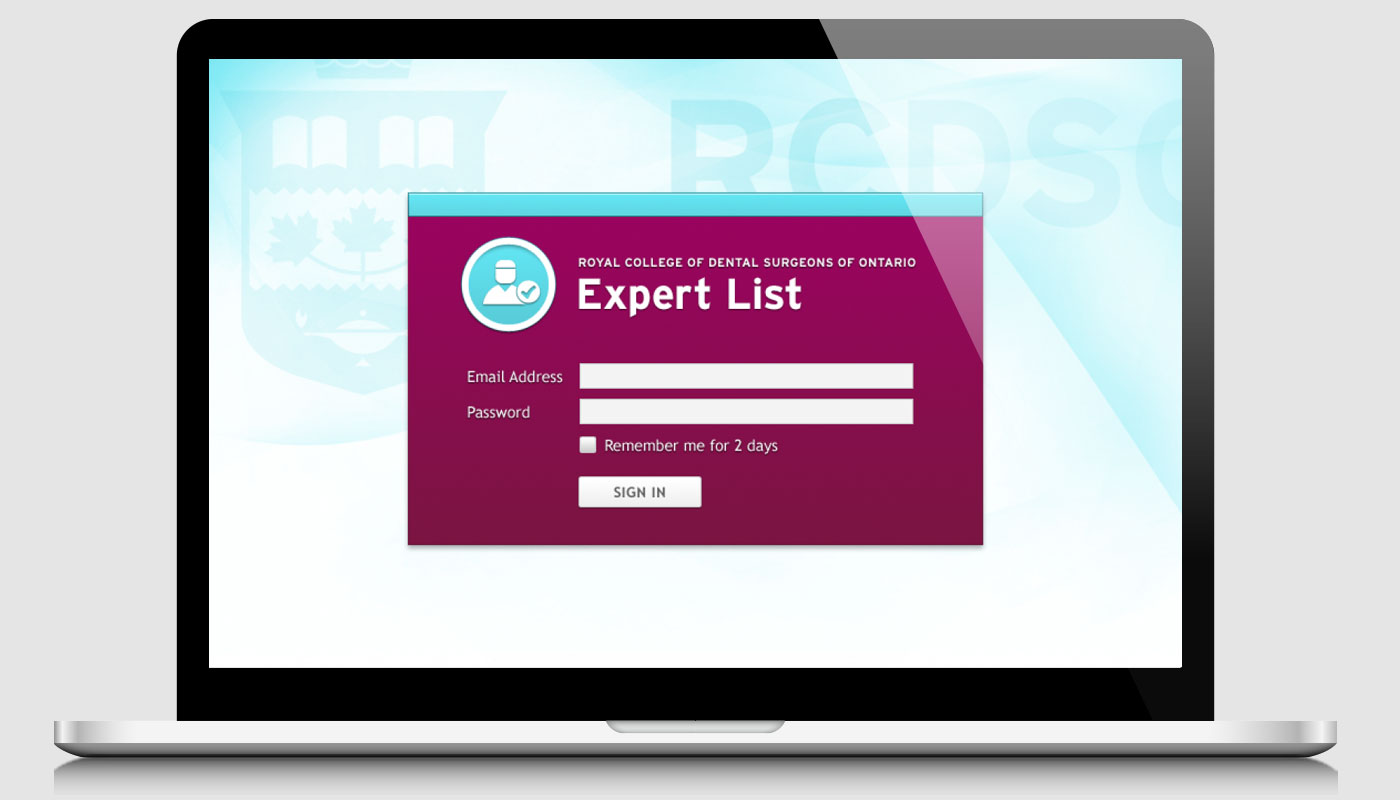 RCDSO
ROYAL COLLEGE OF DENTAL SURGEONS OF ONTARIO
Expert List
Email Address
Password
Remember me for 2 days
SIGN IN